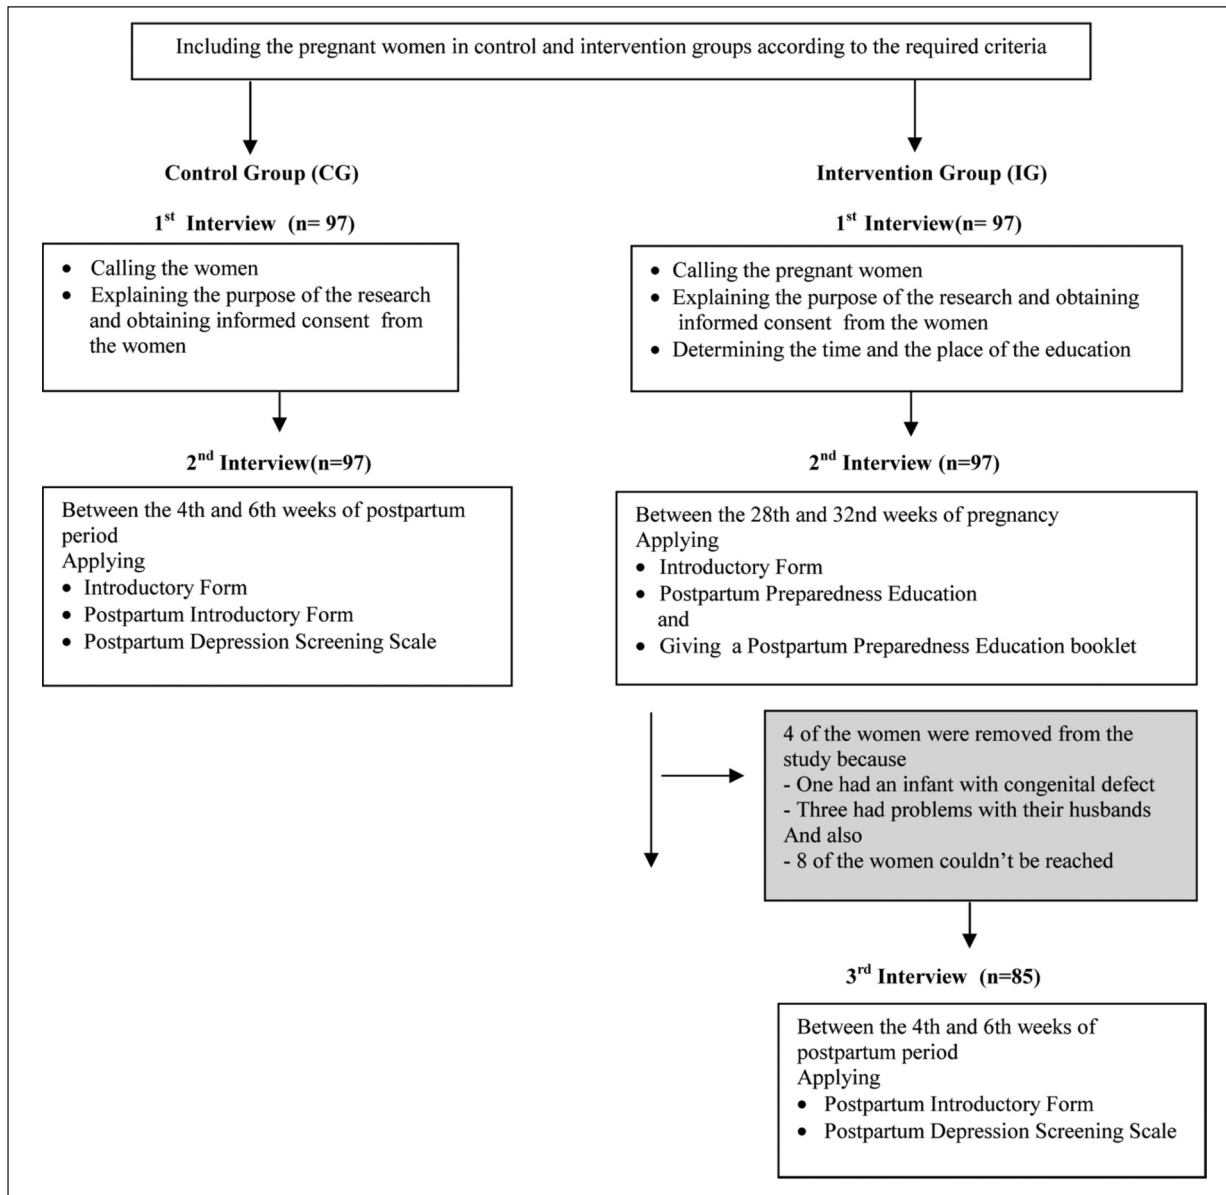 Including the pregnant women in control and intervention groups according to the required criteria
Control Group (CG)
1st Interview (n= 97)
• Calling the women
• Explaining the purpose of the research
and obtaining informed consent from
the women
2nd Interview(n=97)
Between the 4th and 6th weeks of postpartum
period
Applying
• Introductory Form
• Postpartum Introductory Form
• Postpartum Depression Screening Scale
Intervention Group (IG)
1st Interview(n= 97)
• Calling the pregnant women
• Explaining the purpose of the research and obtaining
informed consent from the women
• Determining the time and the place of the education
2nd Interview (n=97)
Between the 28th and 32nd weeks of pregnancy
Applying
• Introductory Form
• Postpartum Preparedness Education
and
• Giving a Postpartum Preparedness Education booklet
4 of the women were removed from the
study because
- One had an infant with congenital defect
- Three had problems with their husbands
And also
- 8 of the women couldn’t be reached
3rd Interview (n=85)
Between the 4th and 6th weeks of
postpartum period
Applying
• Postpartum Introductory Form
• Postpartum Depression Screening Scale